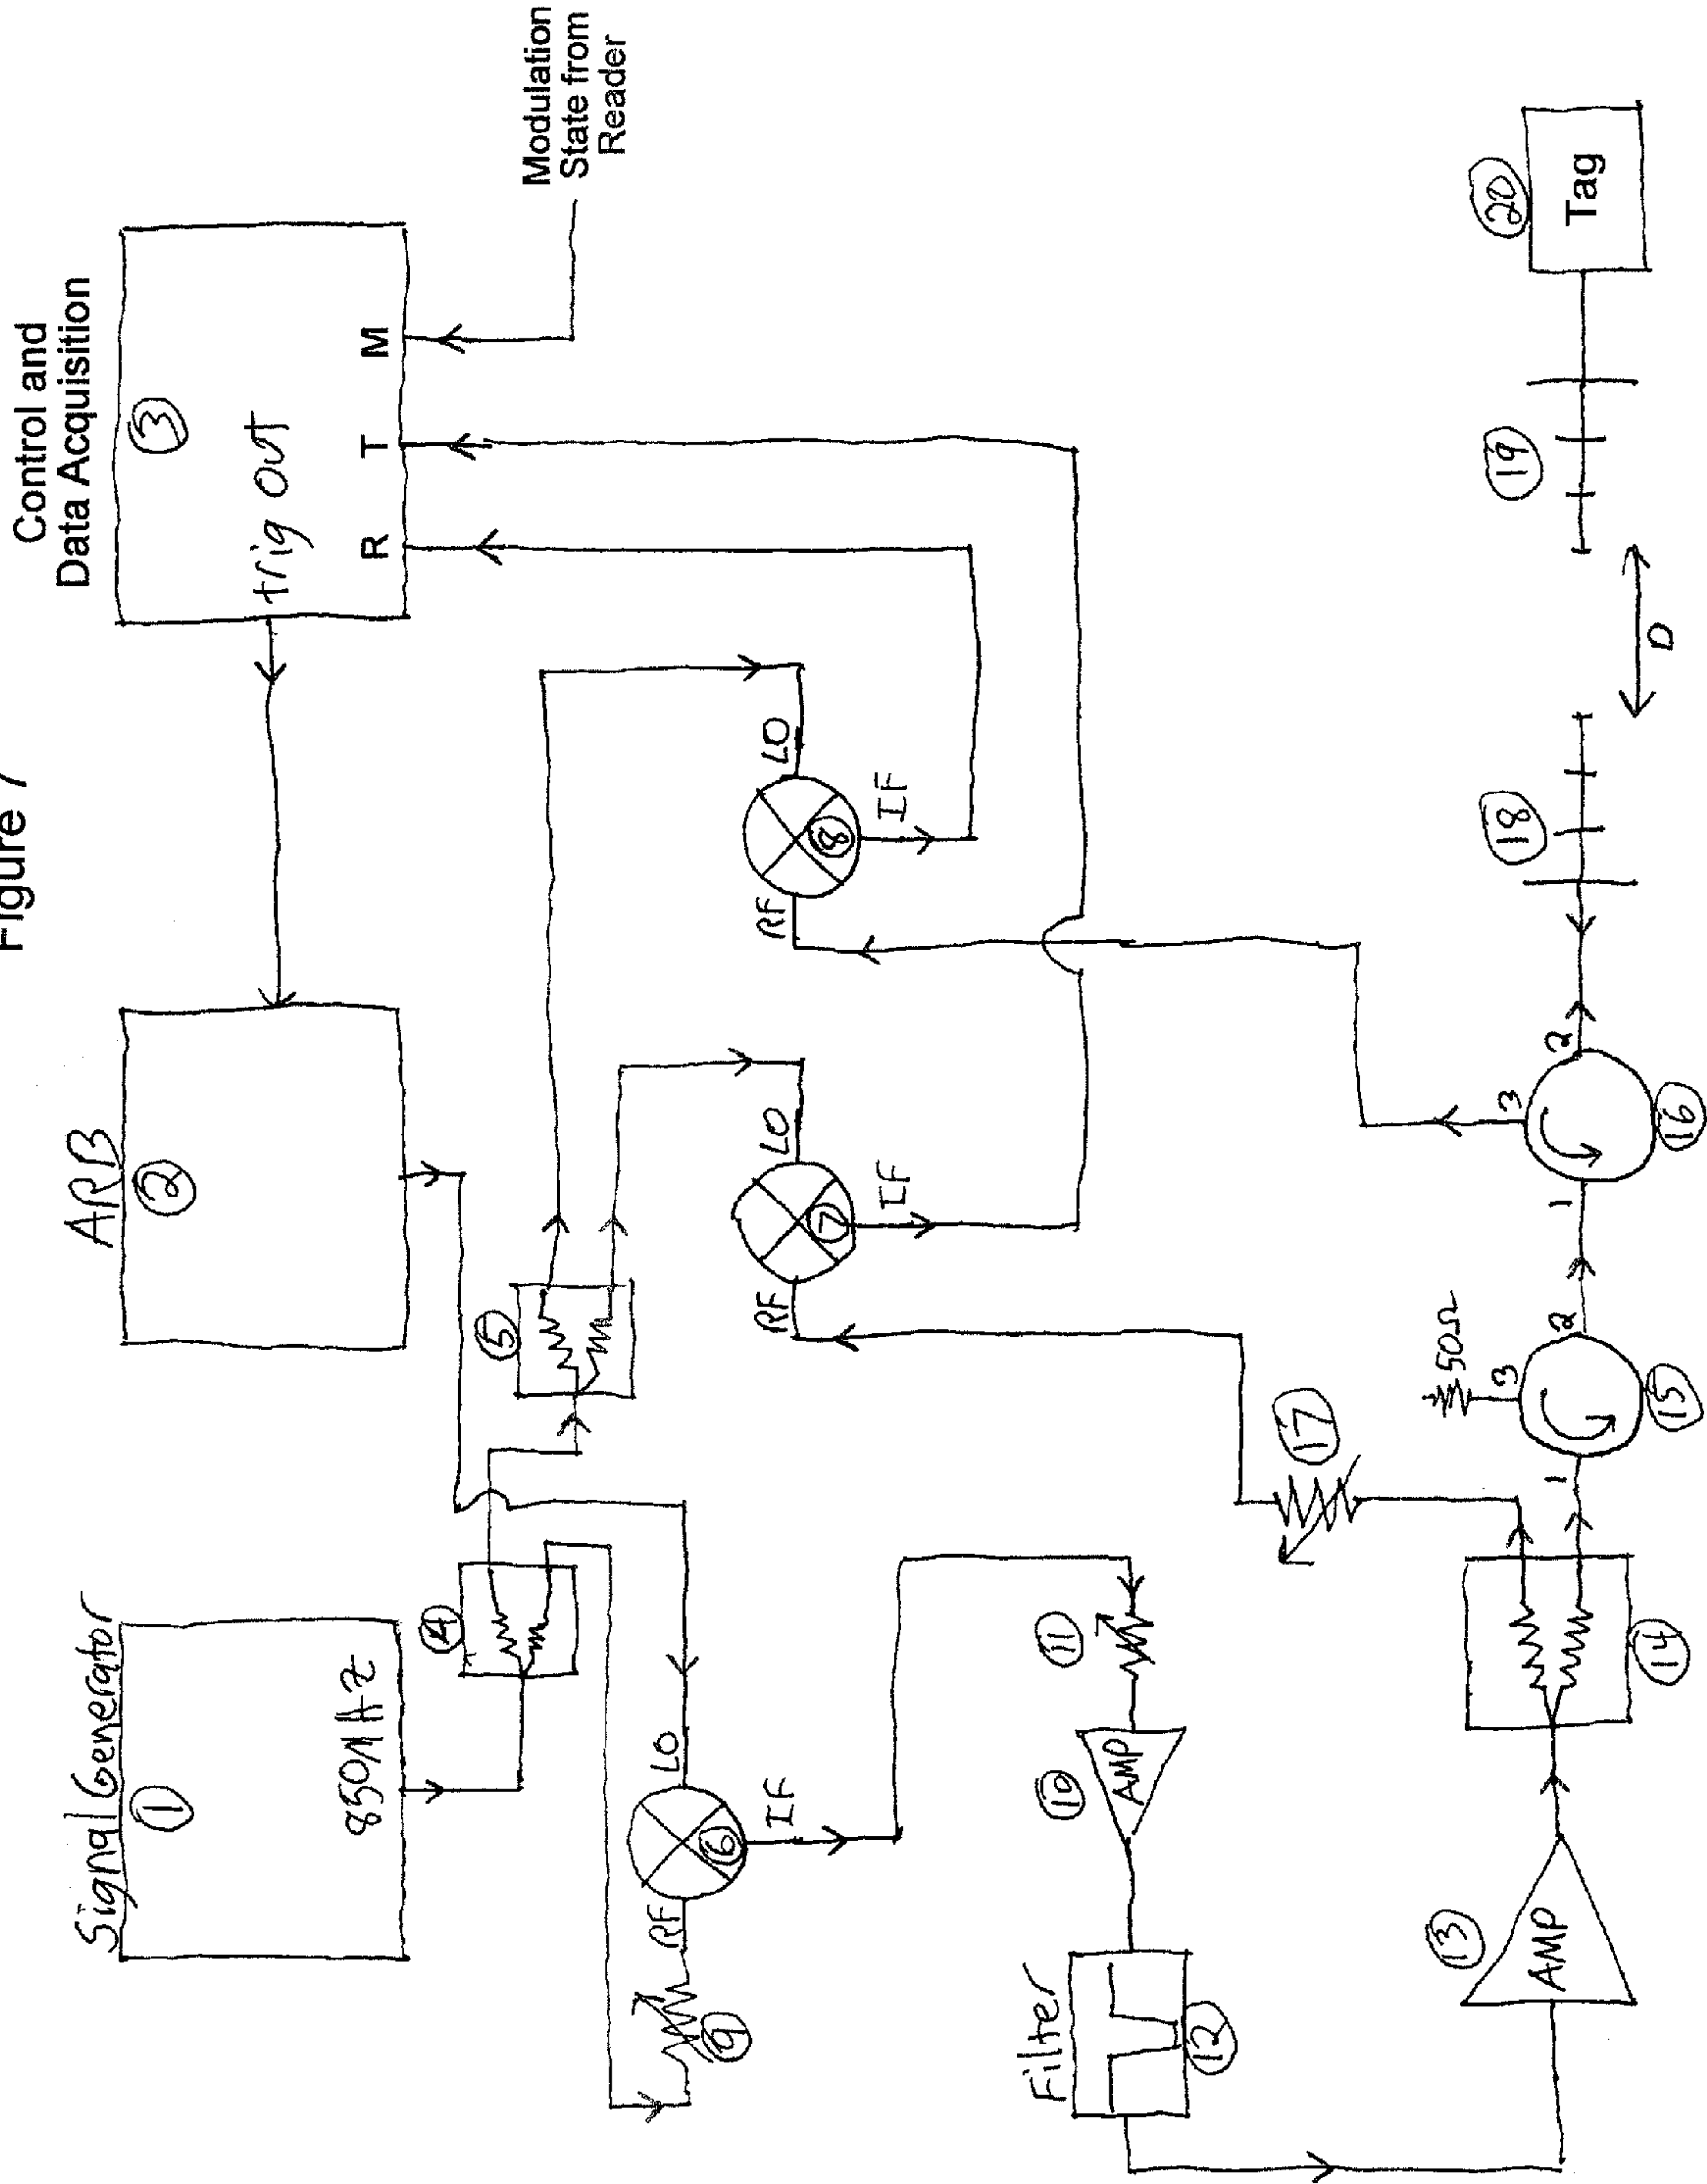 Figure 7
Control and
Data Acquisition
Signal Generator
1
850MHz
ARB
2
3
trig out
R
T
M
Modulation
State from
Reader
4
5
9
RF
6
LO
IF
RF
7
LO
IF
RF
8
LO
IF
Filter
12
10
AMP
11
17
13
AMP
14
1
15
3
50Ω
2
1
16
3
2
18
D
19
20
Tag